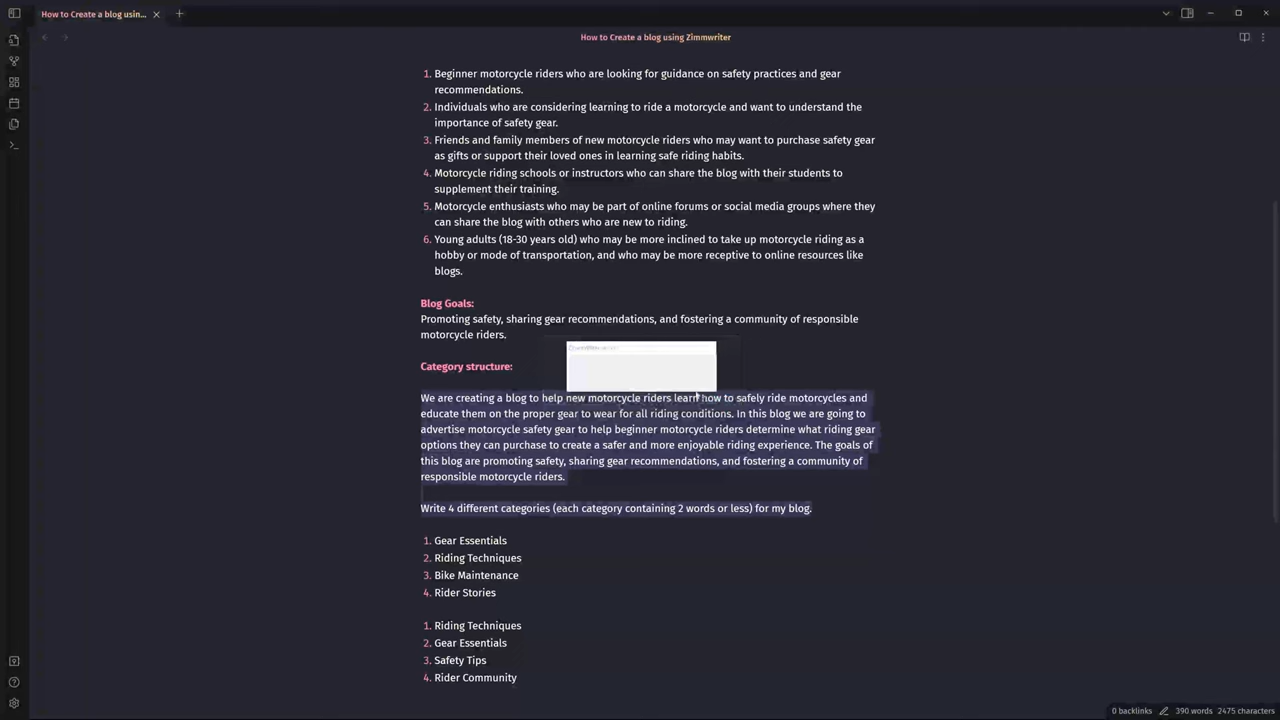 How to Create a blog usin...
How to Create a blog using Zimmwriter
1. Beginner motorcycle riders who are looking for guidance on safety practices and gear
recommendations.
2. Individuals who are considering learning to ride a motorcycle and want to understand the
importance of safety gear.
3. Friends and family members of new motorcycle riders who may want to purchase safety gear
as gifts or support their loved ones in learning safe riding habits.
4. Motorcycle riding schools or instructors who can share the blog with their students to
supplement their training.
5. Motorcycle enthusiasts who may be part of online forums or social media groups where they
can share the blog with others who are new to riding.
6. Young adults (18-30 years old) who may be more inclined to take up motorcycle riding as a
hobby or mode of transportation, and who may be more receptive to online resources like
blogs.
Blog Goals:
Promoting safety, sharing gear recommendations, and fostering a community of responsible
motorcycle riders.
Category structure:
We are creating a blog to help new motorcycle riders learn how to safely ride motorcycles and
educate them on the proper gear to wear for all riding conditions. In this blog we are going to
advertise motorcycle safety gear to help beginner motorcycle riders determine what riding gear
options they can purchase to create a safer and more enjoyable riding experience. The goals of
this blog are promoting safety, sharing gear recommendations, and fostering a community of
responsible motorcycle riders.
Write 4 different categories (each category containing 2 words or less) for my blog.
1. Gear Essentials
2. Riding Techniques
3. Bike Maintenance
4. Rider Stories
1. Riding Techniques
2. Gear Essentials
3. Safety Tips
4. Rider Community
0 backlinks 390 words 2475 characters